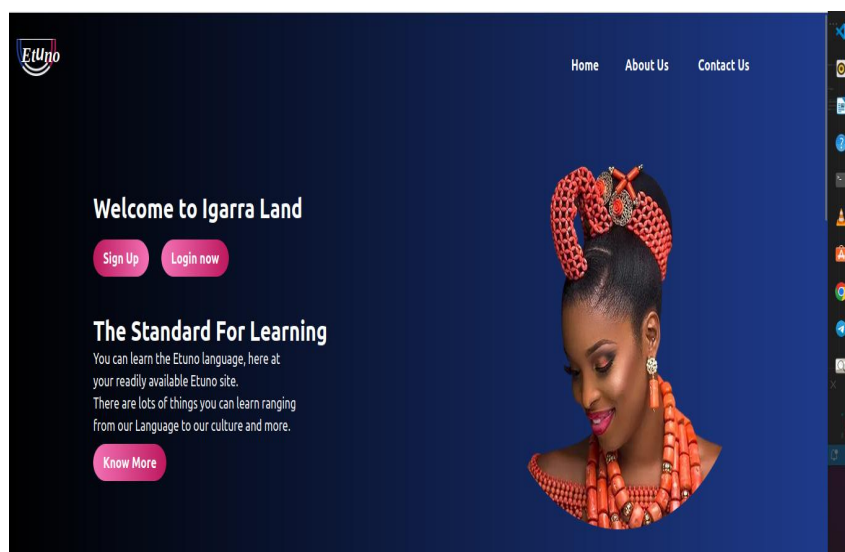 Etuno
Home About Us Contact Us
Welcome to Igarra Land
Sign Up Login now
The Standard For Learning
You can learn the Etuno language, here at
your readily available Etuno site.
There are lots of things you can learn ranging
from our Language to our culture and more.
Know More